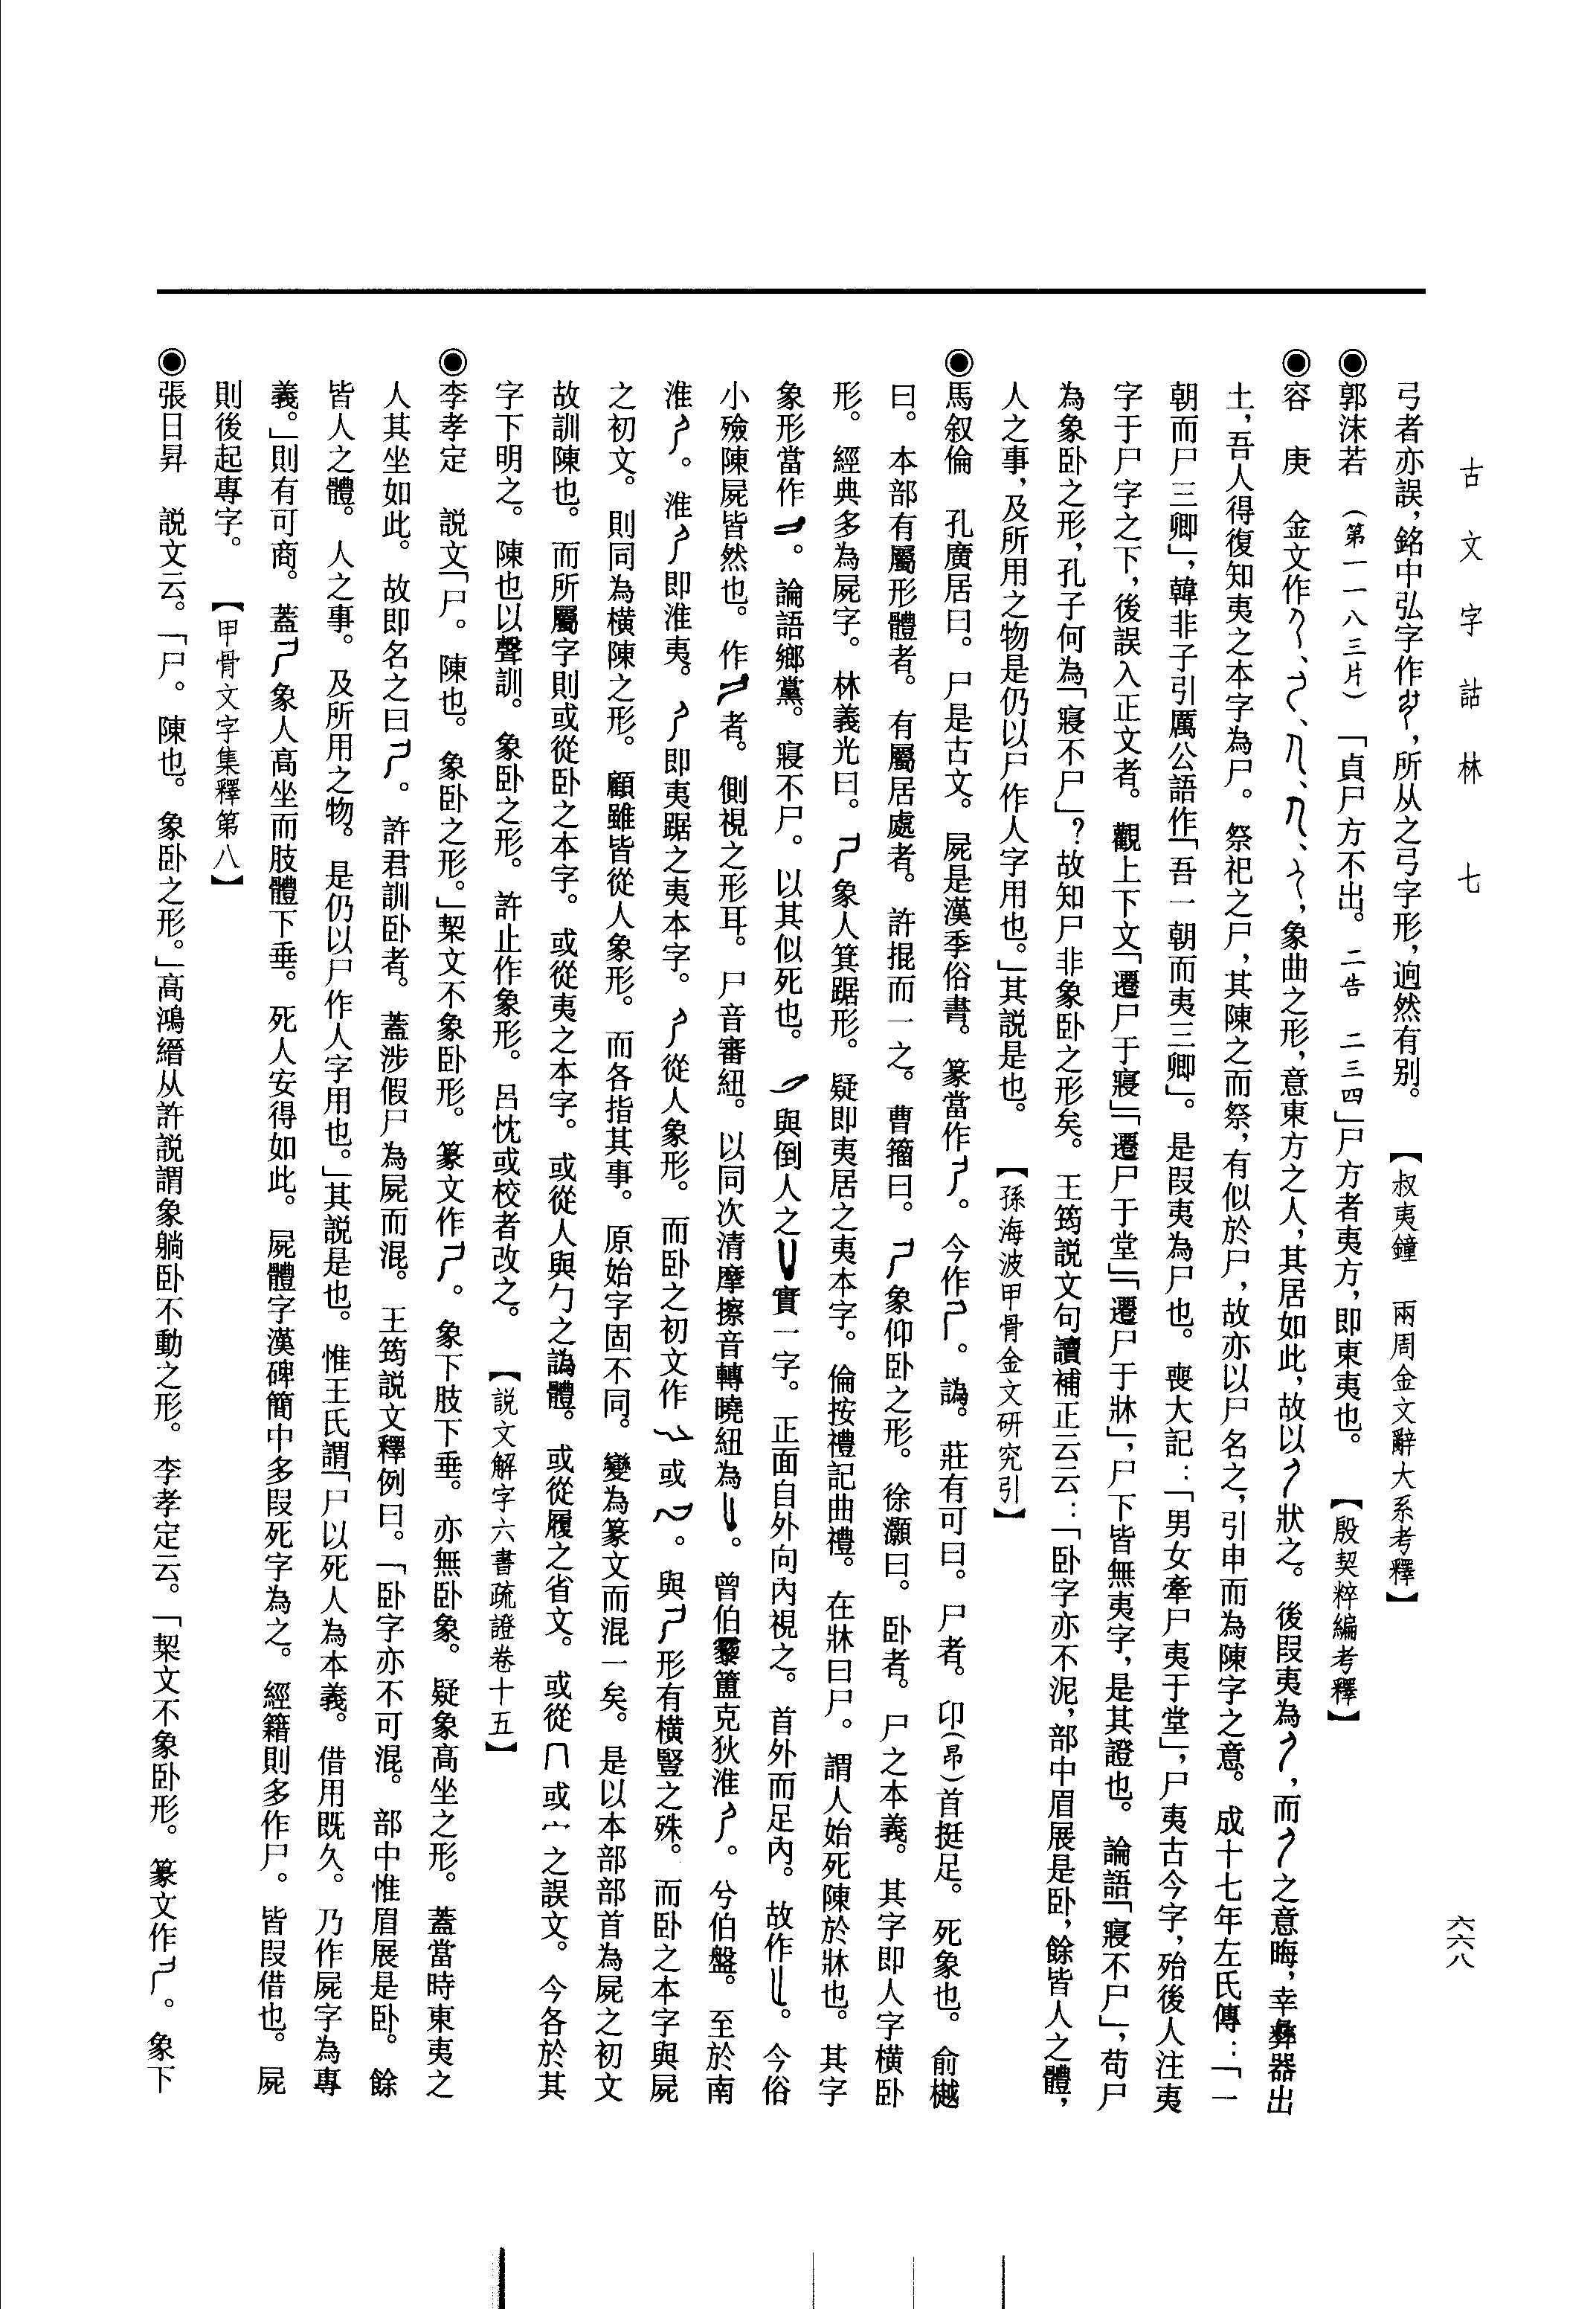 古文字詁林 七
六六八
弓者亦誤，銘中弘字作，所从之弓字形，迥然有别。【叔夷鐘 兩周金文辭大系考釋】
◉郭沫若 （第一一八三片）「貞尸方不出。二告 二三四」尸方者夷方，即東夷也。【殷契粹編考釋】
◉容 庚 金文作、、、、，象曲之形，意東方之人，其居如此，故以狀之。後叚夷為，而之意晦，幸彝器出
土，吾人得復知夷之本字為尸。祭祀之尸，其陳之而祭，有似於尸，故亦以尸名之，引申而為陳字之意。成十七年左氏傳：「一
朝而尸三卿」，韓非子引厲公語作「吾一朝而夷三卿」。是叚夷為尸也。喪大記：「男女奉尸夷于堂」，尸夷古今字，殆後人注夷
字于尸字之下，後誤入正文者。觀上下文「遷尸于寢」「遷尸于堂」「遷尸于牀」，尸下皆無夷字，是其證也。論語「寢不尸」，苟尸
為象卧之形，孔子何為「寢不尸」？故知尸非象卧之形矣。王筠説文句讀補正云云：「卧字亦不泥，部中眉展是卧，餘皆人之體，
人之事，及所用之物是仍以尸作人字用也。」其説是也。【孫海波甲骨金文研究引】
◉馬叙倫 孔廣居曰。尸是古文。屍是漢季俗書。篆當作。今作。譌。莊有可曰。尸者。卬（昂）首挺足。死象也。俞樾
曰。本部有屬形體者。有屬居處者。許掍而一之。曹籀曰。象仰卧之形。徐灝曰。卧者。尸之本義。其字即人字横卧
形。經典多為屍字。林義光曰。象人箕踞形。疑即夷居之夷本字。倫按禮記曲禮。在牀曰尸。謂人始死陳於牀也。其字
象形當作。論語鄉黨。寢不尸。以其似死也。與倒人之實一字。正面自外向內視之。首外而足內。故作。今俗
小殮陳屍皆然也。作者。側視之形耳。尸音審紐。以同次清摩擦音轉曉紐為。曾伯簠克狄淮。兮伯盤。至於南
淮。淮即淮夷。即夷踞之夷本字。從人象形。而卧之初文作或。與形有横豎之殊。而卧之本字與屍
之初文。則同為横陳之形。顧雖皆從人象形。而各指其事。原始字固不同。變為篆文而混一矣。是以本部部首為屍之初文
故訓陳也。而所屬字則或從卧之本字。或從夷之本字。或從人與勹之譌體。或從履之省文。或從冂或宀之誤文。今各於其
字下明之。陳也以聲訓。象卧之形。許止作象形。呂忱或校者改之。【説文解字六書疏證卷十五】
◉李孝定 説文「尸。陳也。象卧之形。」栔文不象卧形。篆文作。象下肢下垂。亦無卧象。疑象高坐之形。蓋當時東夷之
人其坐如此。故即名之曰。許君訓卧者。蓋涉假尸為屍而混。王筠説文釋例曰。「卧字亦不可混。部中惟眉展是卧。餘
皆人之體。人之事。及所用之物。是仍以尸作人字用也。」其説是也。惟王氏謂「尸以死人為本義。借用既久。乃作屍字為專
義。」則有可商。蓋象人高坐而肢體下垂。死人安得如此。屍體字漢碑簡中多叚死字為之。經籍則多作尸。皆叚借也。屍
則後起專字。【甲骨文字集釋第八】
◉張日昇 説文云。「尸。陳也。象卧之形。」高鴻縉从許説謂象躺卧不動之形。李孝定云。「栔文不象卧形。篆文作。象下